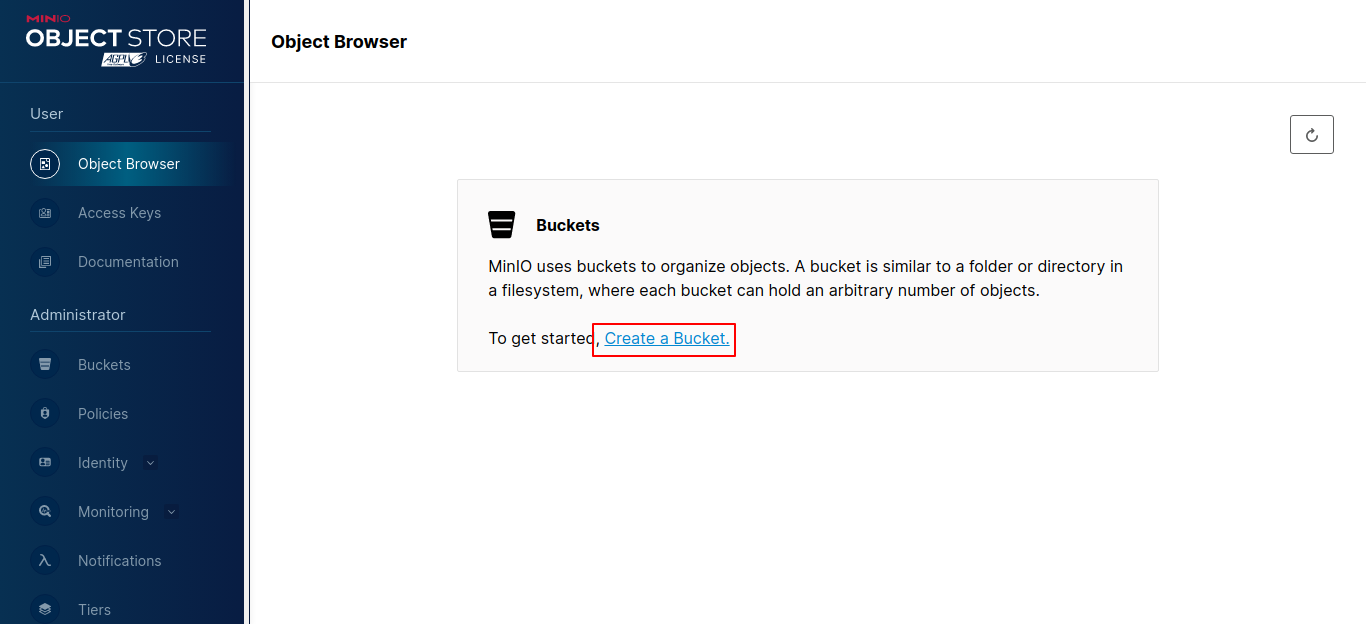 MINIO
OBJECT STORE
AGPLv3 LICENSE
User
Object Browser
Access Keys
Documentation
Administrator
Buckets
Policies
Identity
Monitoring
Notifications
Tiers
Object Browser
Buckets
MinIO uses buckets to organize objects. A bucket is similar to a folder or directory in
a filesystem, where each bucket can hold an arbitrary number of objects.
To get started, Create a Bucket.